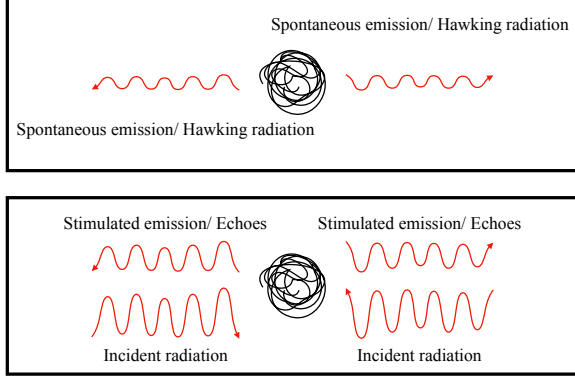 Spontaneous emission/ Hawking radiation
Spontaneous emission/ Hawking radiation
Stimulated emission/ Echoes
Stimulated emission/ Echoes
Incident radiation
Incident radiation